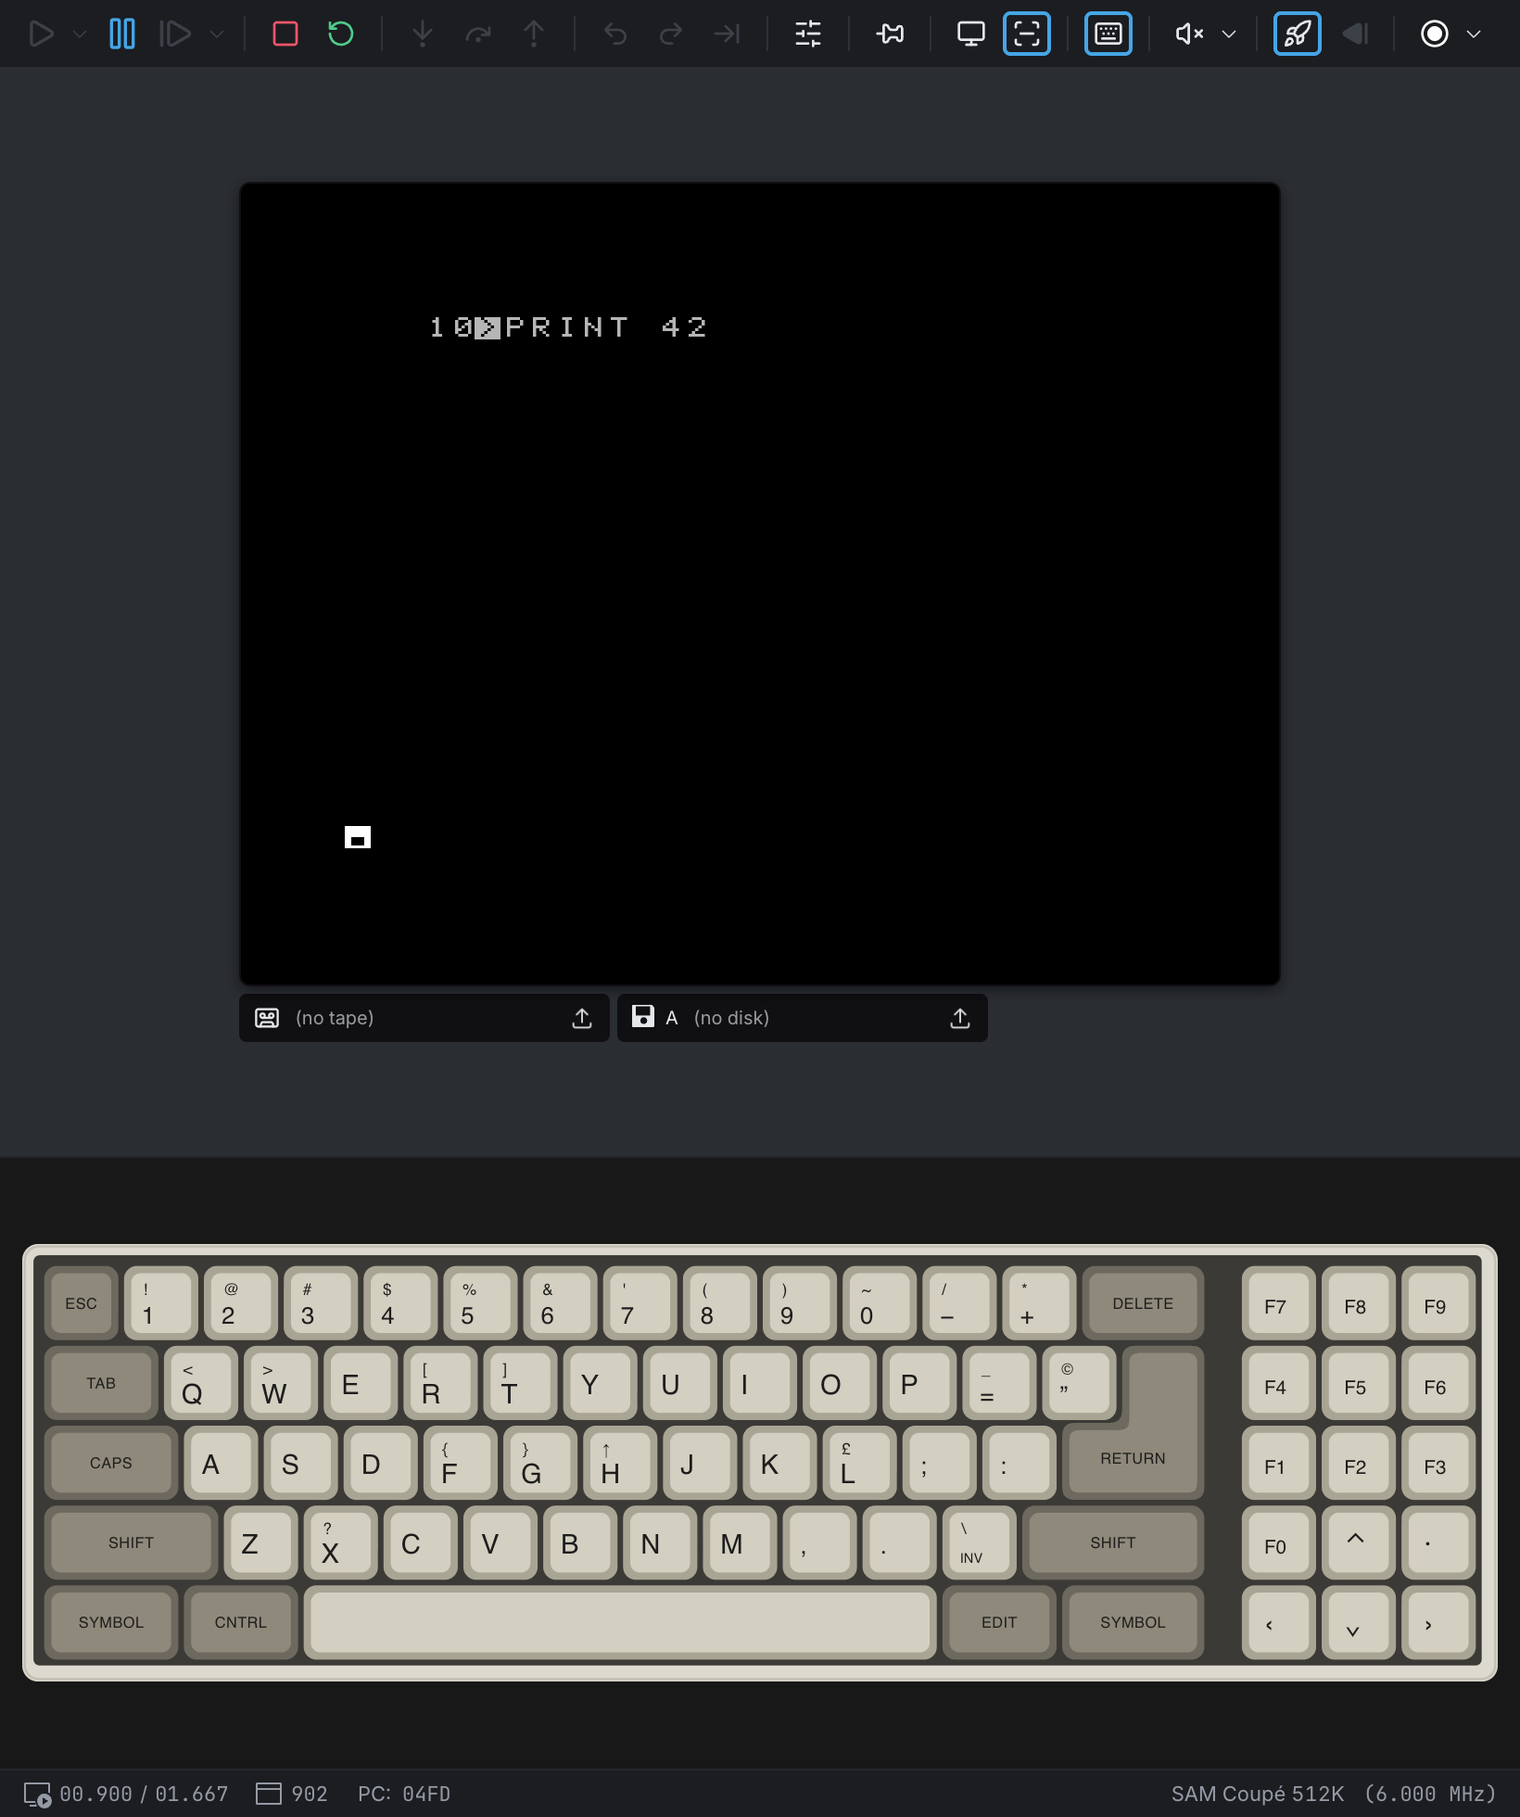 10>PRINT 42
(no tape)
A (no disk)
ESC ! 1 @ 2 # 3 $ 4 % 5 & 6 ' 7 ( 8 ) 9 ~ 0 / – * + DELETE F7 F8 F9
TAB < Q > W E [ R ] T Y U I O P _ = © ” F4 F5 F6
CAPS A S D { F } G ↑ H J K £ L ; : RETURN F1 F2 F3
SHIFT Z ? X C V B N M , . \ INV SHIFT F0 ^ ·
SYMBOL CNTRL EDIT SYMBOL ‹ ⌄ ›
00.900 / 01.667 902 PC: 04FD SAM Coupé 512K (6.000 MHz)